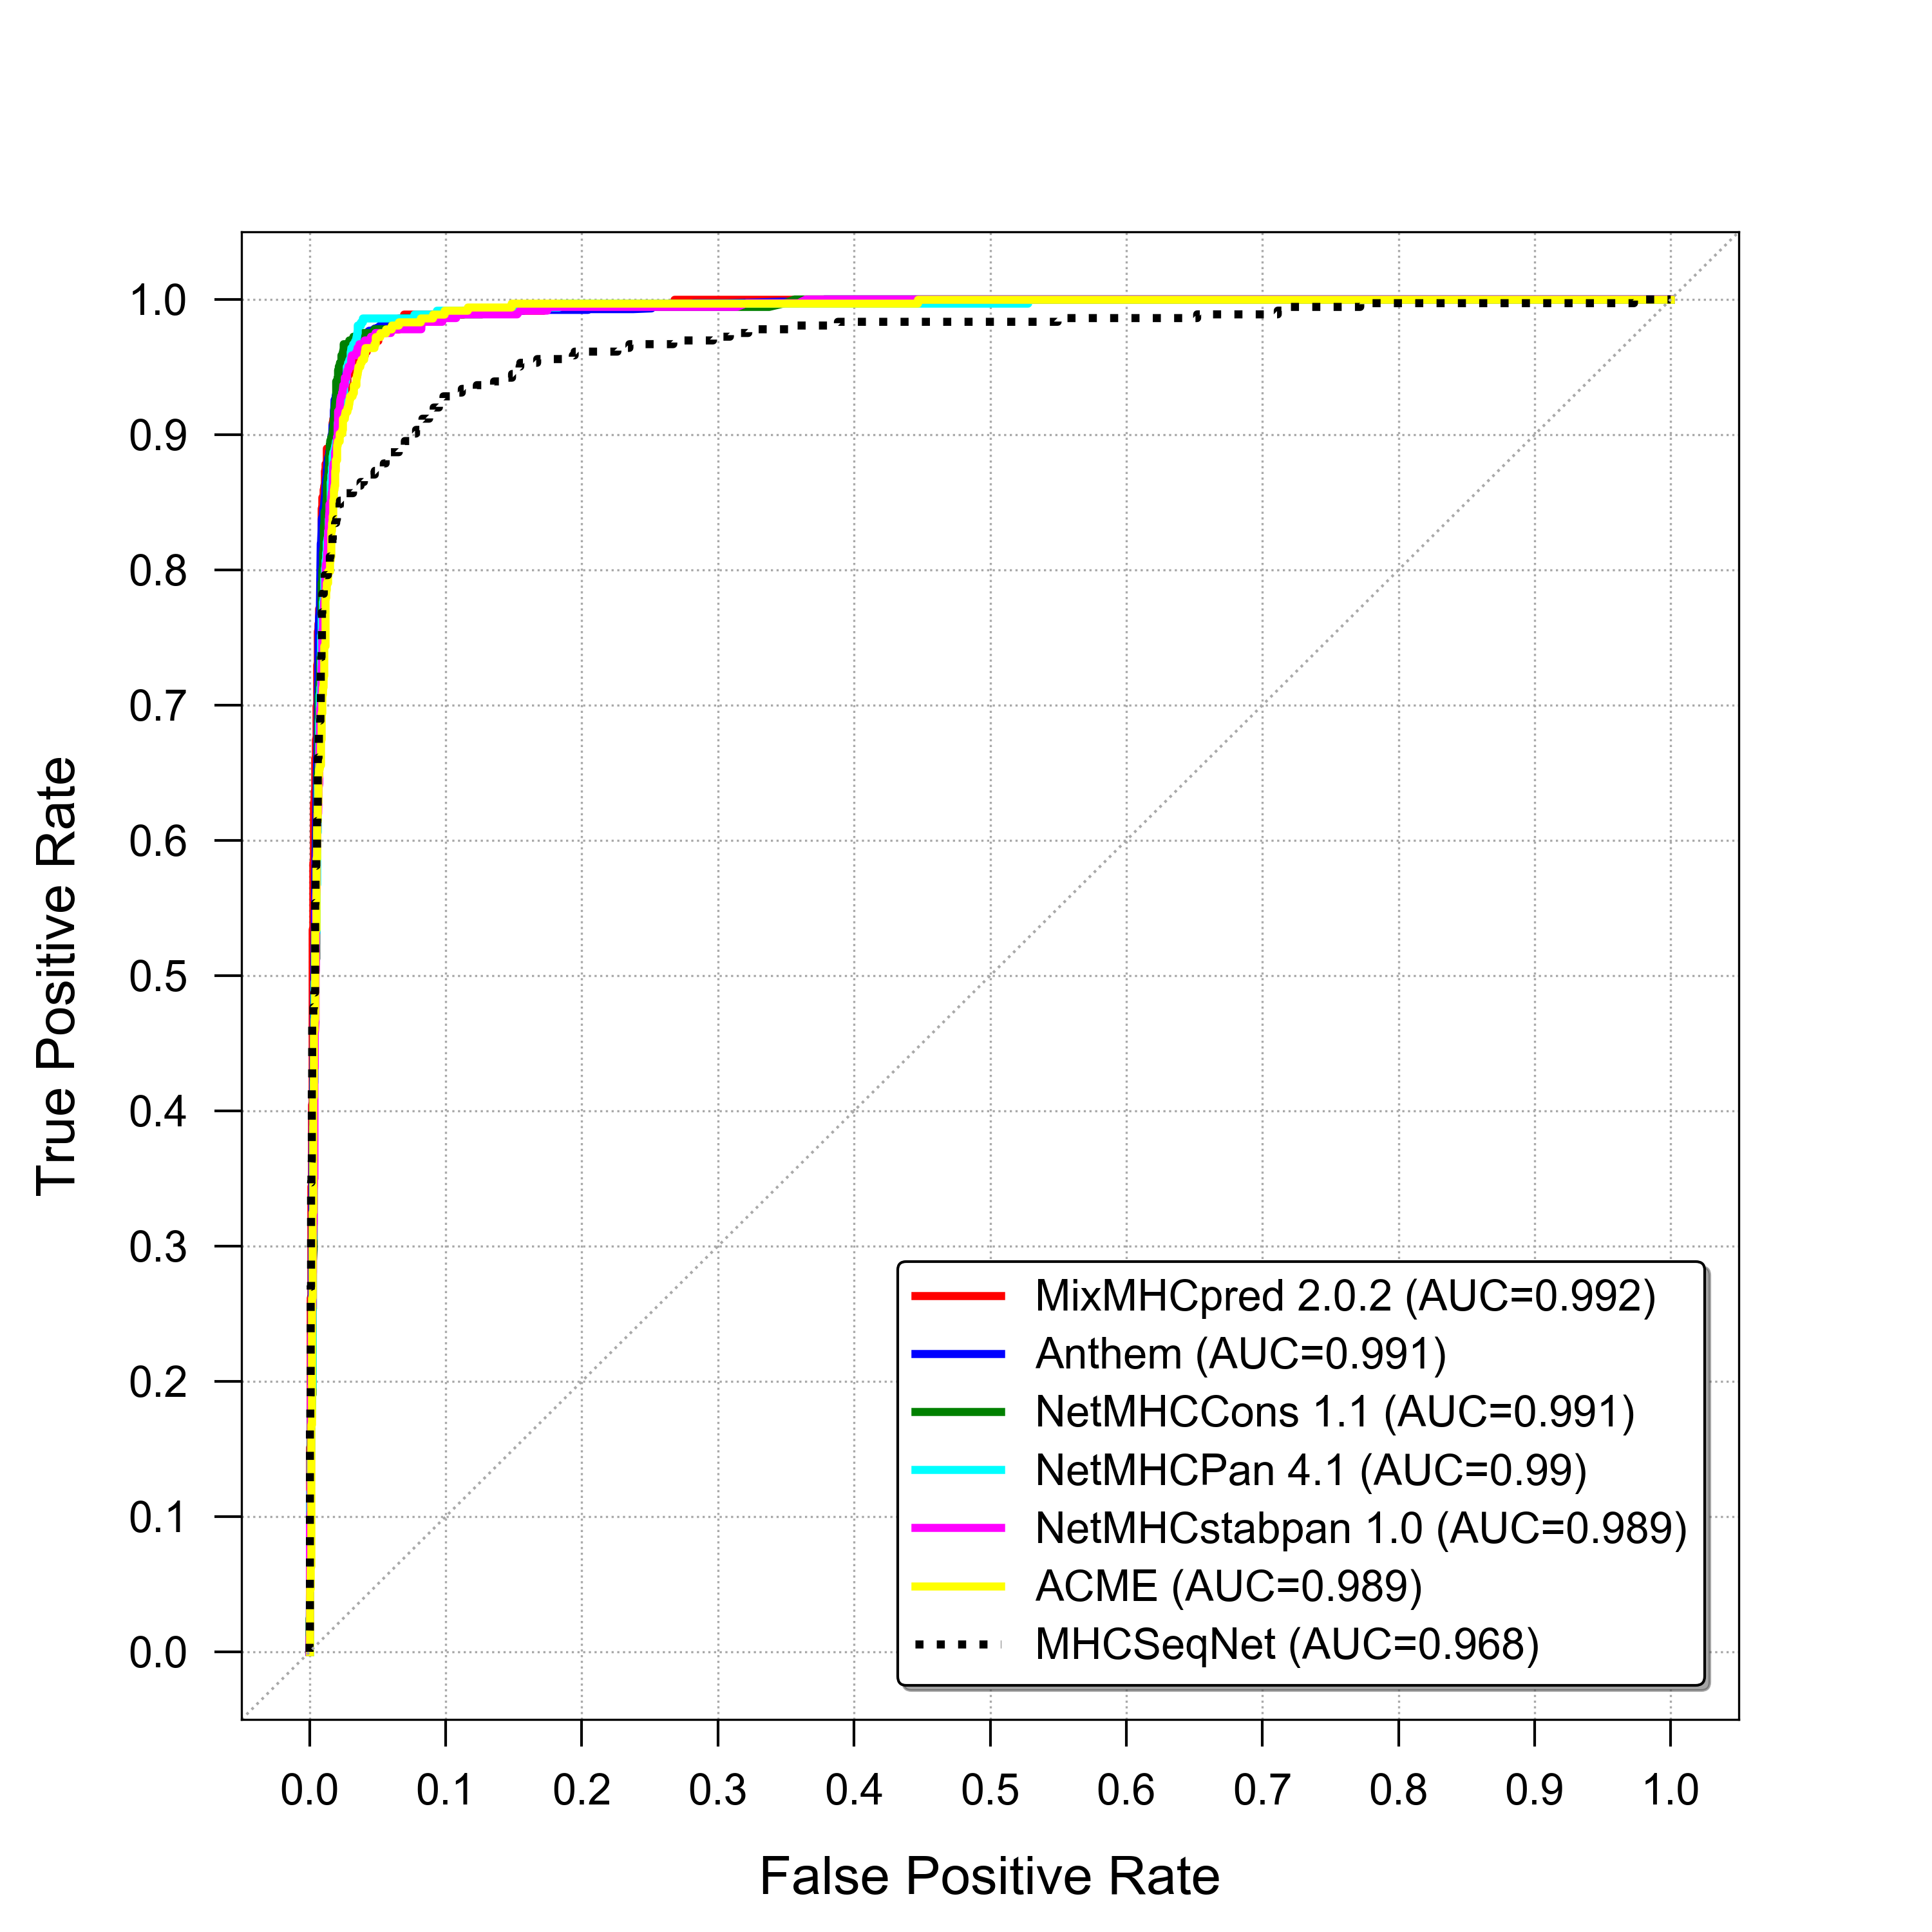 1.0
0.9
0.8
0.7
0.6
0.5
0.4
0.3
0.2
0.1
0.0
True Positive Rate
MixMHCpred 2.0.2 (AUC=0.992)
Anthem (AUC=0.991)
NetMHCCons 1.1 (AUC=0.991)
NetMHCPan 4.1 (AUC=0.99)
NetMHCstabpan 1.0 (AUC=0.989)
ACME (AUC=0.989)
MHCSeqNet (AUC=0.968)
0.0 0.1 0.2 0.3 0.4 0.5 0.6 0.7 0.8 0.9 1.0
False Positive Rate